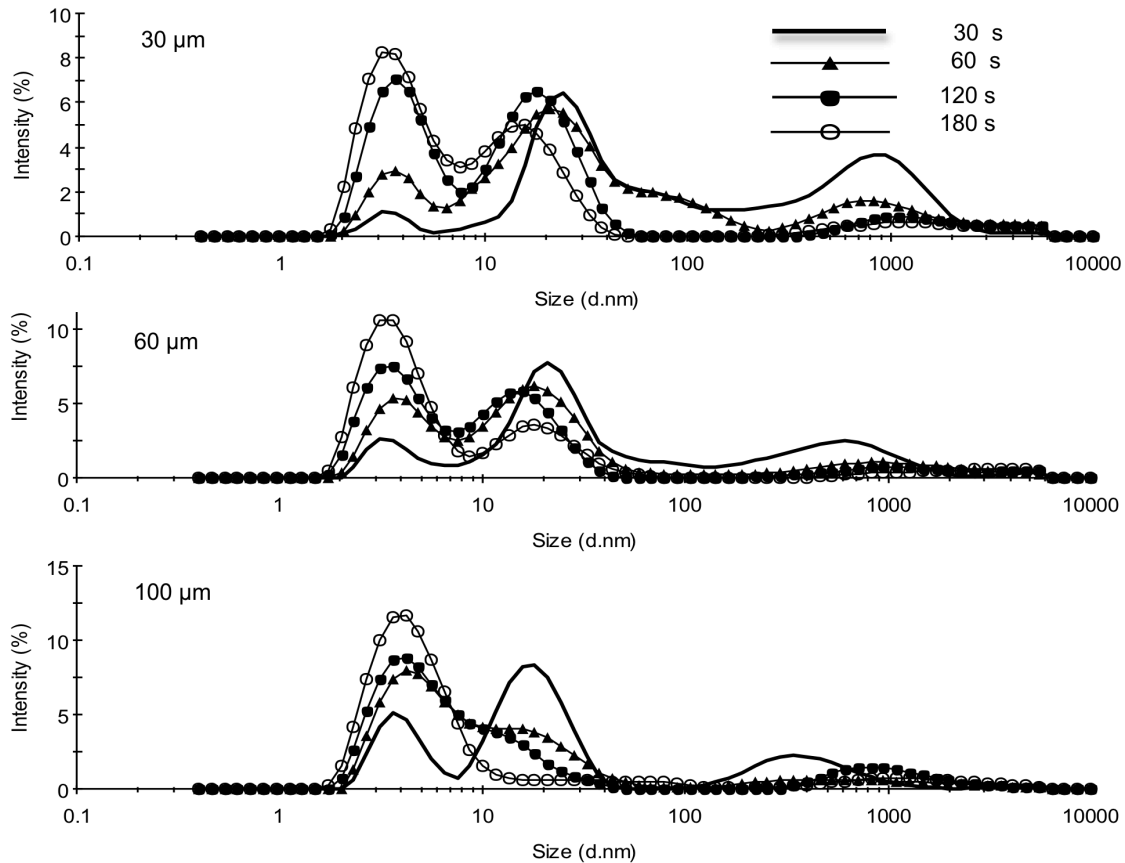 10
8
6
4
2
0
Intensity (%)
30 µm
30 s
60 s
120 s
180 s
0.1 1 10 100 1000 10000
Size (d.nm)
10
5
0
Intensity (%)
60 µm
0.1 1 10 100 1000 10000
Size (d.nm)
15
10
5
0
Intensity (%)
100 µm
0.1 1 10 100 1000 10000
Size (d.nm)